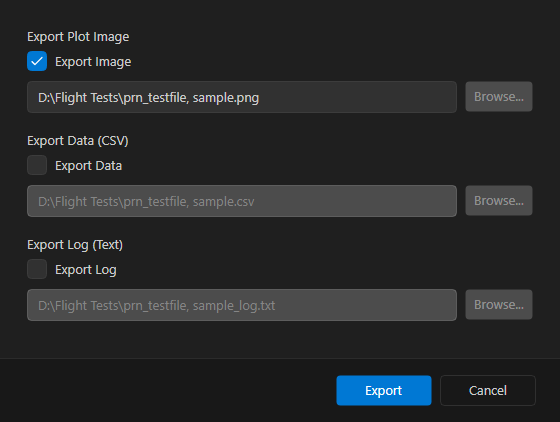 Export Plot Image
Export Image
D:\Flight Tests\prn_testfile, sample.png
Browse...
Export Data (CSV)
Export Data
D:\Flight Tests\prn_testfile, sample.csv
Browse...
Export Log (Text)
Export Log
D:\Flight Tests\prn_testfile, sample_log.txt
Browse...
Export
Cancel